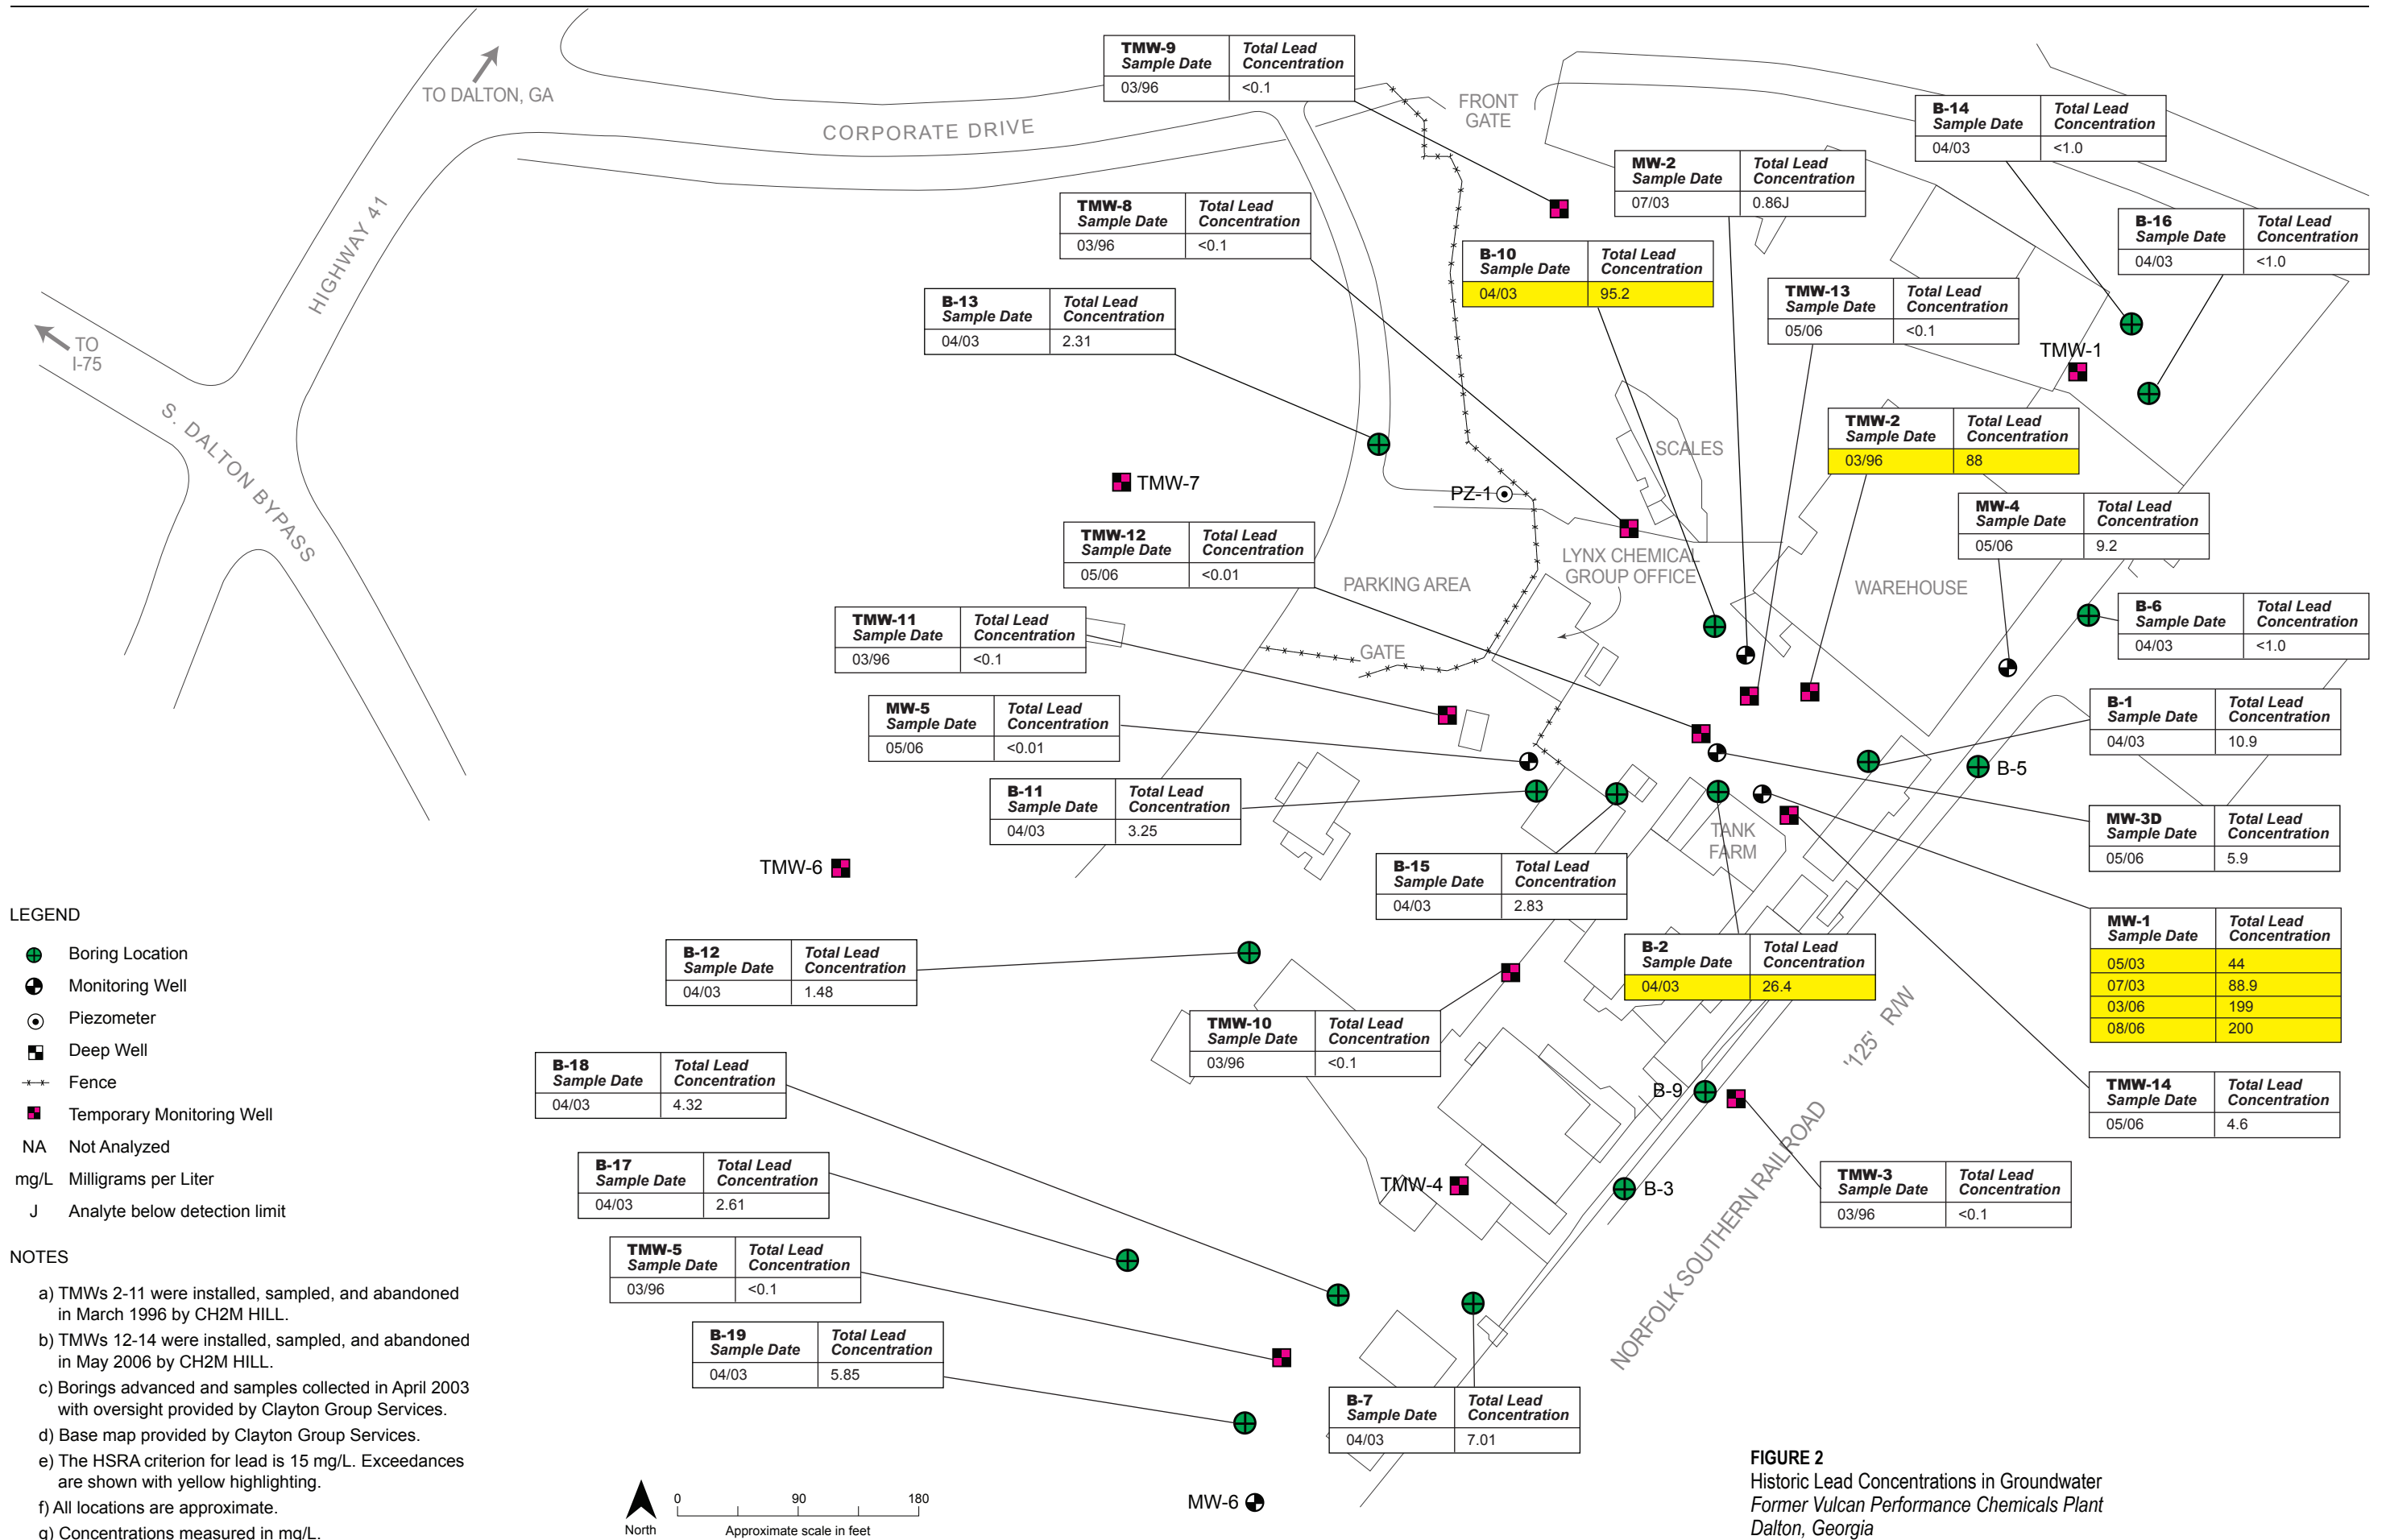 TMW-9 Total Lead
Sample Date Concentration
03/96 <0.1
TO DALTON, GA
CORPORATE DRIVE
FRONT
GATE
B-14 Total Lead
Sample Date Concentration
04/03 <1.0
MW-2 Total Lead
Sample Date Concentration
07/03 0.86J
TMW-8 Total Lead
Sample Date Concentration
03/96 <0.1
B-16 Total Lead
Sample Date Concentration
04/03 <1.0
HIGHWAY 41
B-10 Total Lead
Sample Date Concentration
04/03 95.2
TMW-13 Total Lead
Sample Date Concentration
05/06 <0.1
B-13 Total Lead
Sample Date Concentration
04/03 2.31
TO
I-75
TMW-1
S. DALTON BYPASS
TMW-2 Total Lead
Sample Date Concentration
03/96 88
SCALES
TMW-7
PZ-1
MW-4 Total Lead
Sample Date Concentration
05/06 9.2
TMW-12 Total Lead
Sample Date Concentration
05/06 <0.01
LYNX CHEMICAL
GROUP OFFICE
PARKING AREA
WAREHOUSE
B-6 Total Lead
Sample Date Concentration
04/03 <1.0
TMW-11 Total Lead
Sample Date Concentration
03/96 <0.1
GATE
MW-5 Total Lead
Sample Date Concentration
05/06 <0.01
B-1 Total Lead
Sample Date Concentration
04/03 10.9
B-5
B-11 Total Lead
Sample Date Concentration
04/03 3.25
MW-3D Total Lead
Sample Date Concentration
05/06 5.9
TANK
FARM
TMW-6
B-15 Total Lead
Sample Date Concentration
04/03 2.83
MW-1 Total Lead
Sample Date Concentration
05/03 44
07/03 88.9
03/06 199
08/06 200
B-12 Total Lead
Sample Date Concentration
04/03 1.48
B-2 Total Lead
Sample Date Concentration
04/03 26.4
TMW-10 Total Lead
Sample Date Concentration
03/96 <0.1
'125' R/W
B-18 Total Lead
Sample Date Concentration
04/03 4.32
B-9
TMW-14 Total Lead
Sample Date Concentration
05/06 4.6
B-17 Total Lead
Sample Date Concentration
04/03 2.61
TMW-4
B-3
NORFOLK SOUTHERN RAILROAD
TMW-3 Total Lead
Sample Date Concentration
03/96 <0.1
TMW-5 Total Lead
Sample Date Concentration
03/96 <0.1
B-19 Total Lead
Sample Date Concentration
04/03 5.85
B-7 Total Lead
Sample Date Concentration
04/03 7.01
MW-6
LEGEND
Boring Location
Monitoring Well
Piezometer
Deep Well
Fence
Temporary Monitoring Well
NA Not Analyzed
mg/L Milligrams per Liter
J Analyte below detection limit
NOTES
a) TMWs 2-11 were installed, sampled, and abandoned
in March 1996 by CH2M HILL.
b) TMWs 12-14 were installed, sampled, and abandoned
in May 2006 by CH2M HILL.
c) Borings advanced and samples collected in April 2003
with oversight provided by Clayton Group Services.
d) Base map provided by Clayton Group Services.
e) The HSRA criterion for lead is 15 mg/L. Exceedances
are shown with yellow highlighting.
f) All locations are approximate.
g) Concentrations measured in mg/L.
North
0 90 180
Approximate scale in feet
FIGURE 2
Historic Lead Concentrations in Groundwater
Former Vulcan Performance Chemicals Plant
Dalton, Georgia